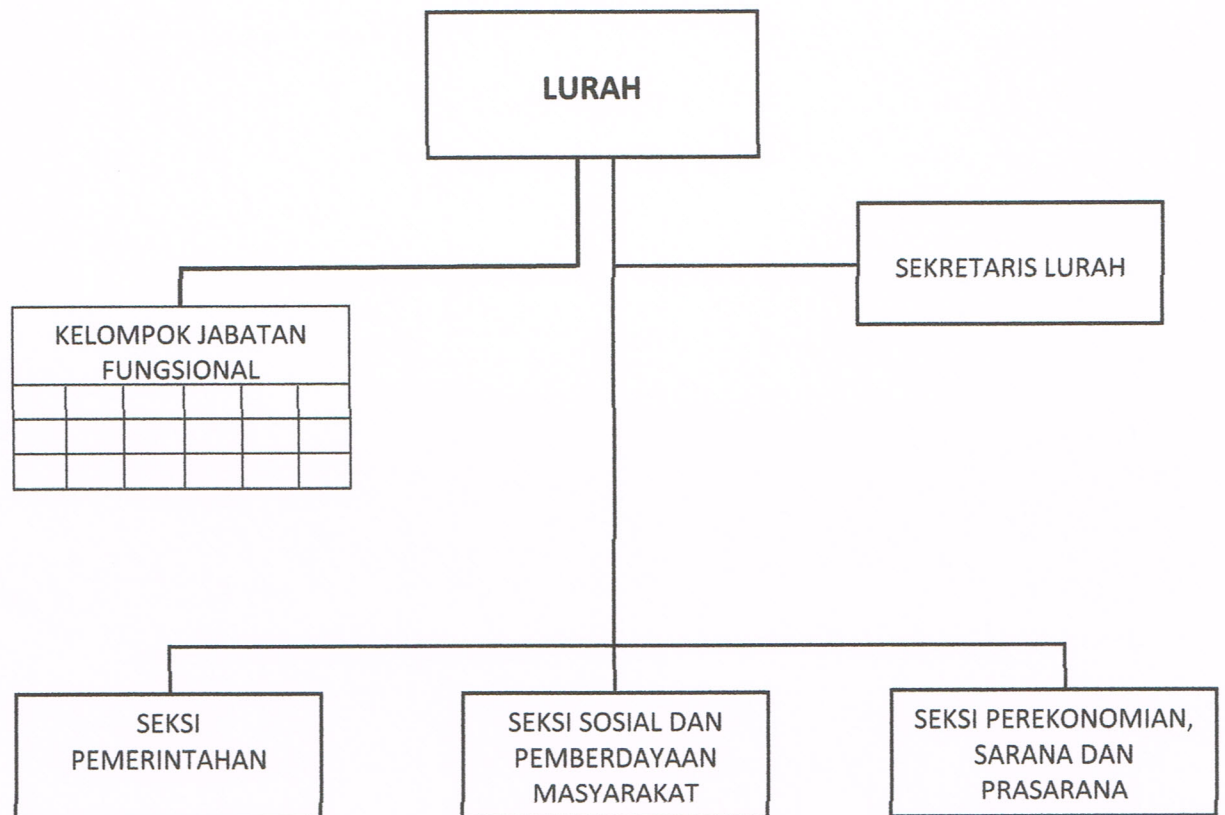 LURAH
SEKRETARIS LURAH
KELOMPOK JABATAN
FUNGSIONAL
SEKSI
PEMERINTAHAN
SEKSI SOSIAL DAN
PEMBERDAYAAN
MASYARAKAT
SEKSI PEREKONOMIAN,
SARANA DAN
PRASARANA